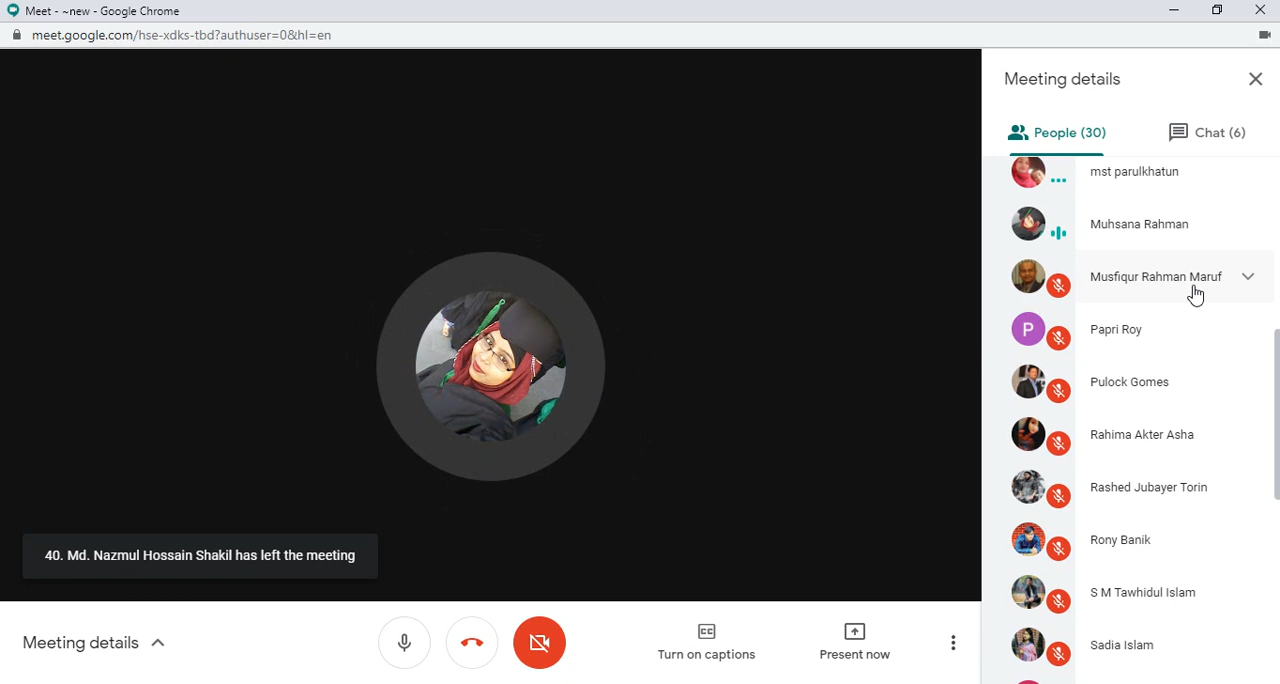 Meet - ~new - Google Chrome
meet.google.com/hse-xdks-tbd?authuser=0&hl=en
Meeting details
People (30)
Chat (6)
mst parulkhatun
Muhsana Rahman
Musfiqur Rahman Maruf
P
Papri Roy
Pulock Gomes
Rahima Akter Asha
Rashed Jubayer Torin
Rony Banik
S M Tawhidul Islam
Sadia Islam
40. Md. Nazmul Hossain Shakil has left the meeting
Meeting details
CC
Turn on captions
Present now